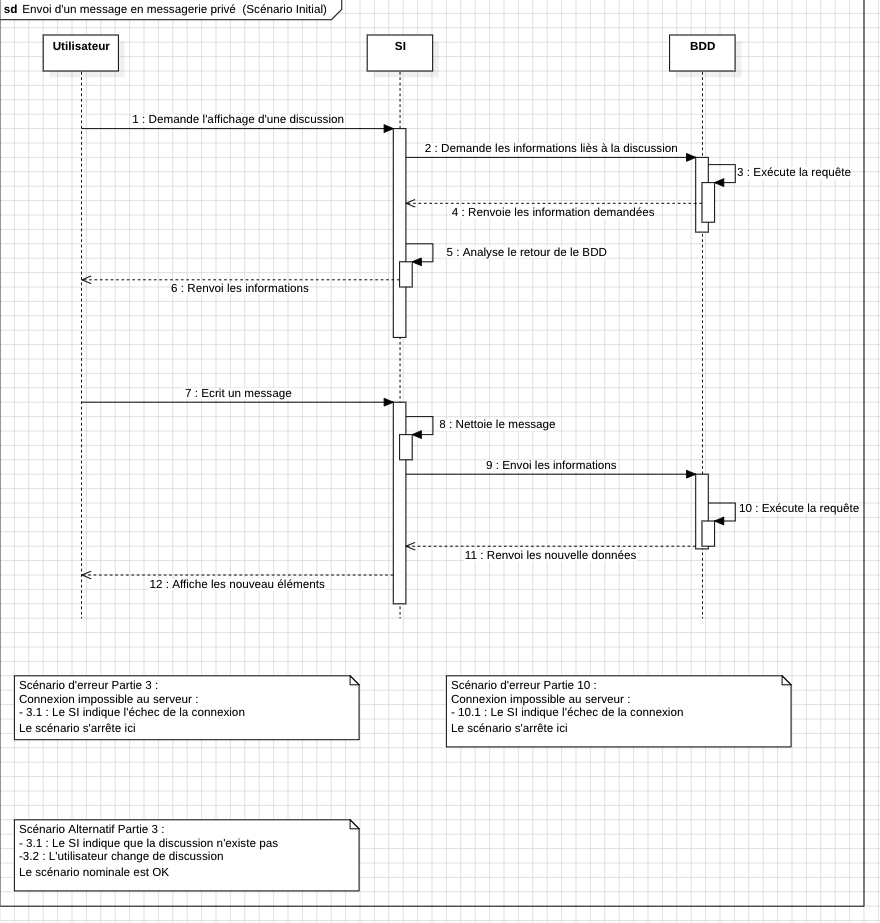 sd Envoi d'un message en messagerie privé (Scénario Initial)
Utilisateur
SI
BDD
1 : Demande l'affichage d'une discussion
2 : Demande les informations liès à la discussion
3 : Exécute la requête
4 : Renvoie les information demandées
5 : Analyse le retour de le BDD
6 : Renvoi les informations
7 : Ecrit un message
8 : Nettoie le message
9 : Envoi les informations
10 : Exécute la requête
11 : Renvoi les nouvelle données
12 : Affiche les nouveau éléments
Scénario d'erreur Partie 3 :
Connexion impossible au serveur :
- 3.1 : Le SI indique l'échec de la connexion
Le scénario s'arrête ici
Scénario d'erreur Partie 10 :
Connexion impossible au serveur :
- 10.1 : Le SI indique l'échec de la connexion
Le scénario s'arrête ici
Scénario Alternatif Partie 3 :
- 3.1 : Le SI indique que la discussion n'existe pas
-3.2 : L'utilisateur change de discussion
Le scénario nominale est OK